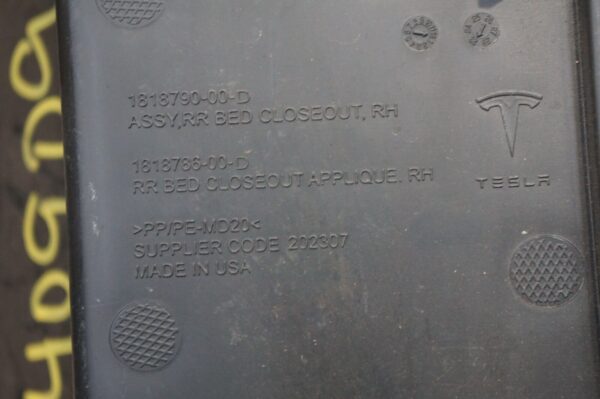 1818790-00-D
ASSY,RR BED CLOSEOUT, RH
1818786-00-D
RR BED CLOSEOUT APPLIQUE. RH
>PP/PE-MD20<
SUPPLIER CODE 202307
MADE IN USA
TESLA